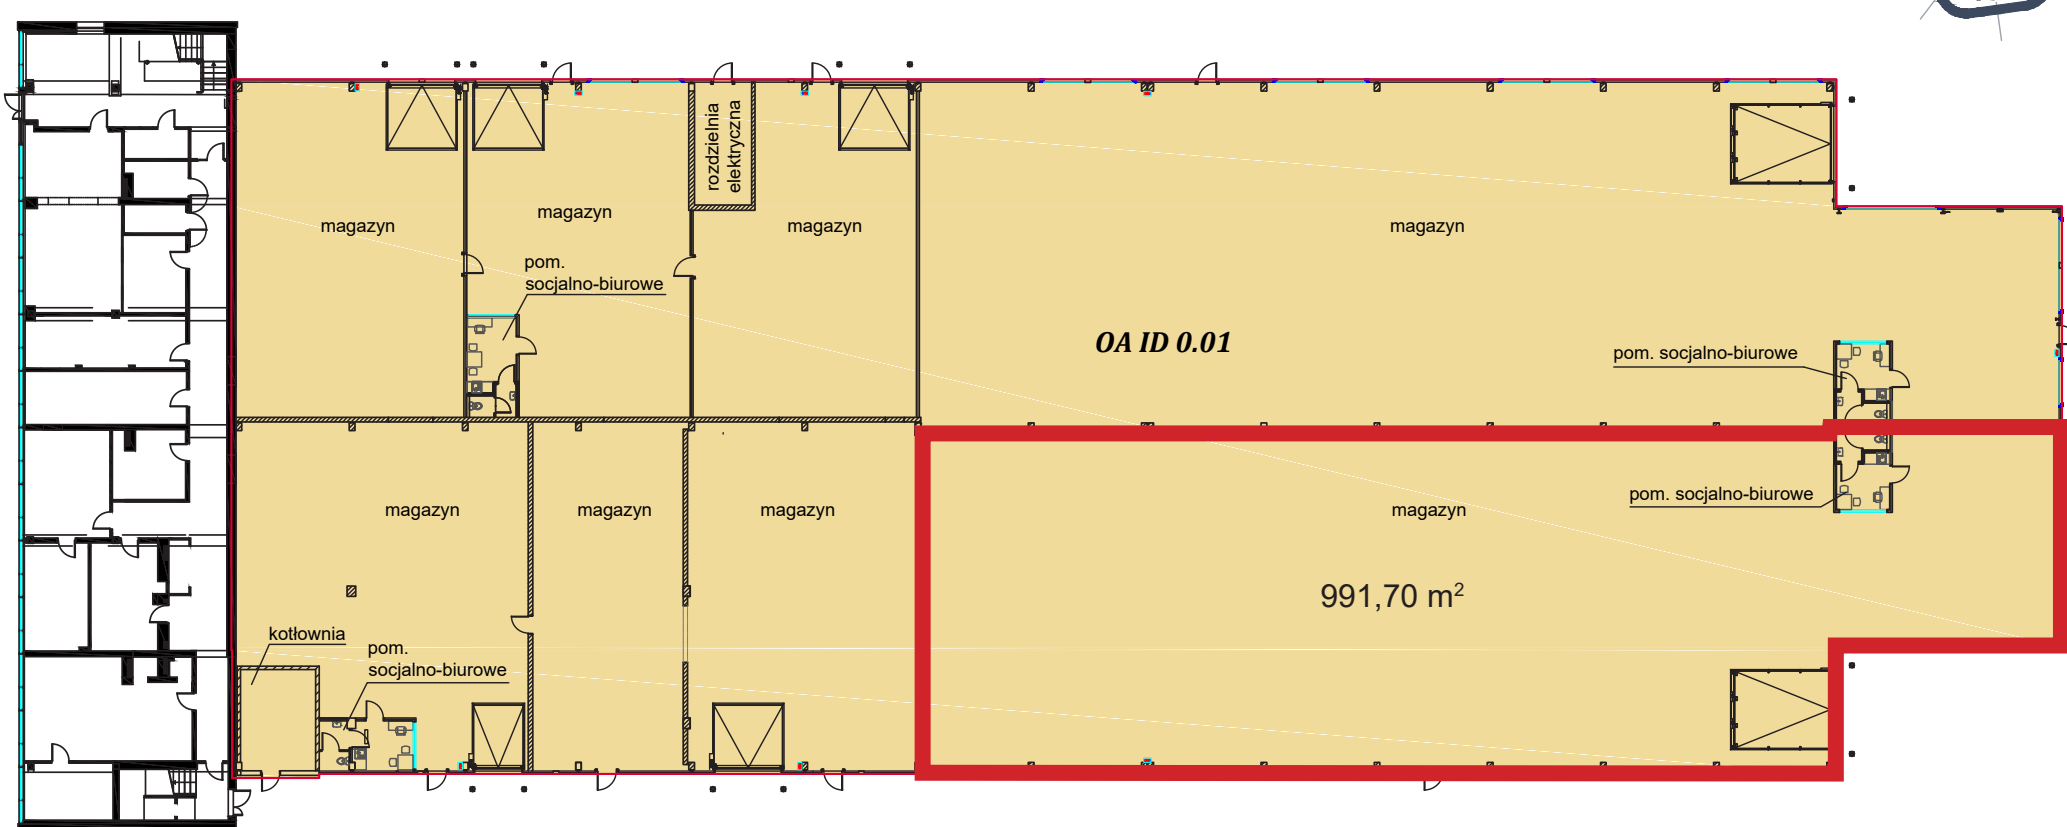 rozdzielnia
elektryczna
magazyn
magazyn
magazyn
magazyn
pom.
socjalno-biurowe
OA ID 0.01
pom. socjalno-biurowe
pom. socjalno-biurowe
magazyn
magazyn
magazyn
magazyn
991,70 m²
kotłownia
pom.
socjalno-biurowe